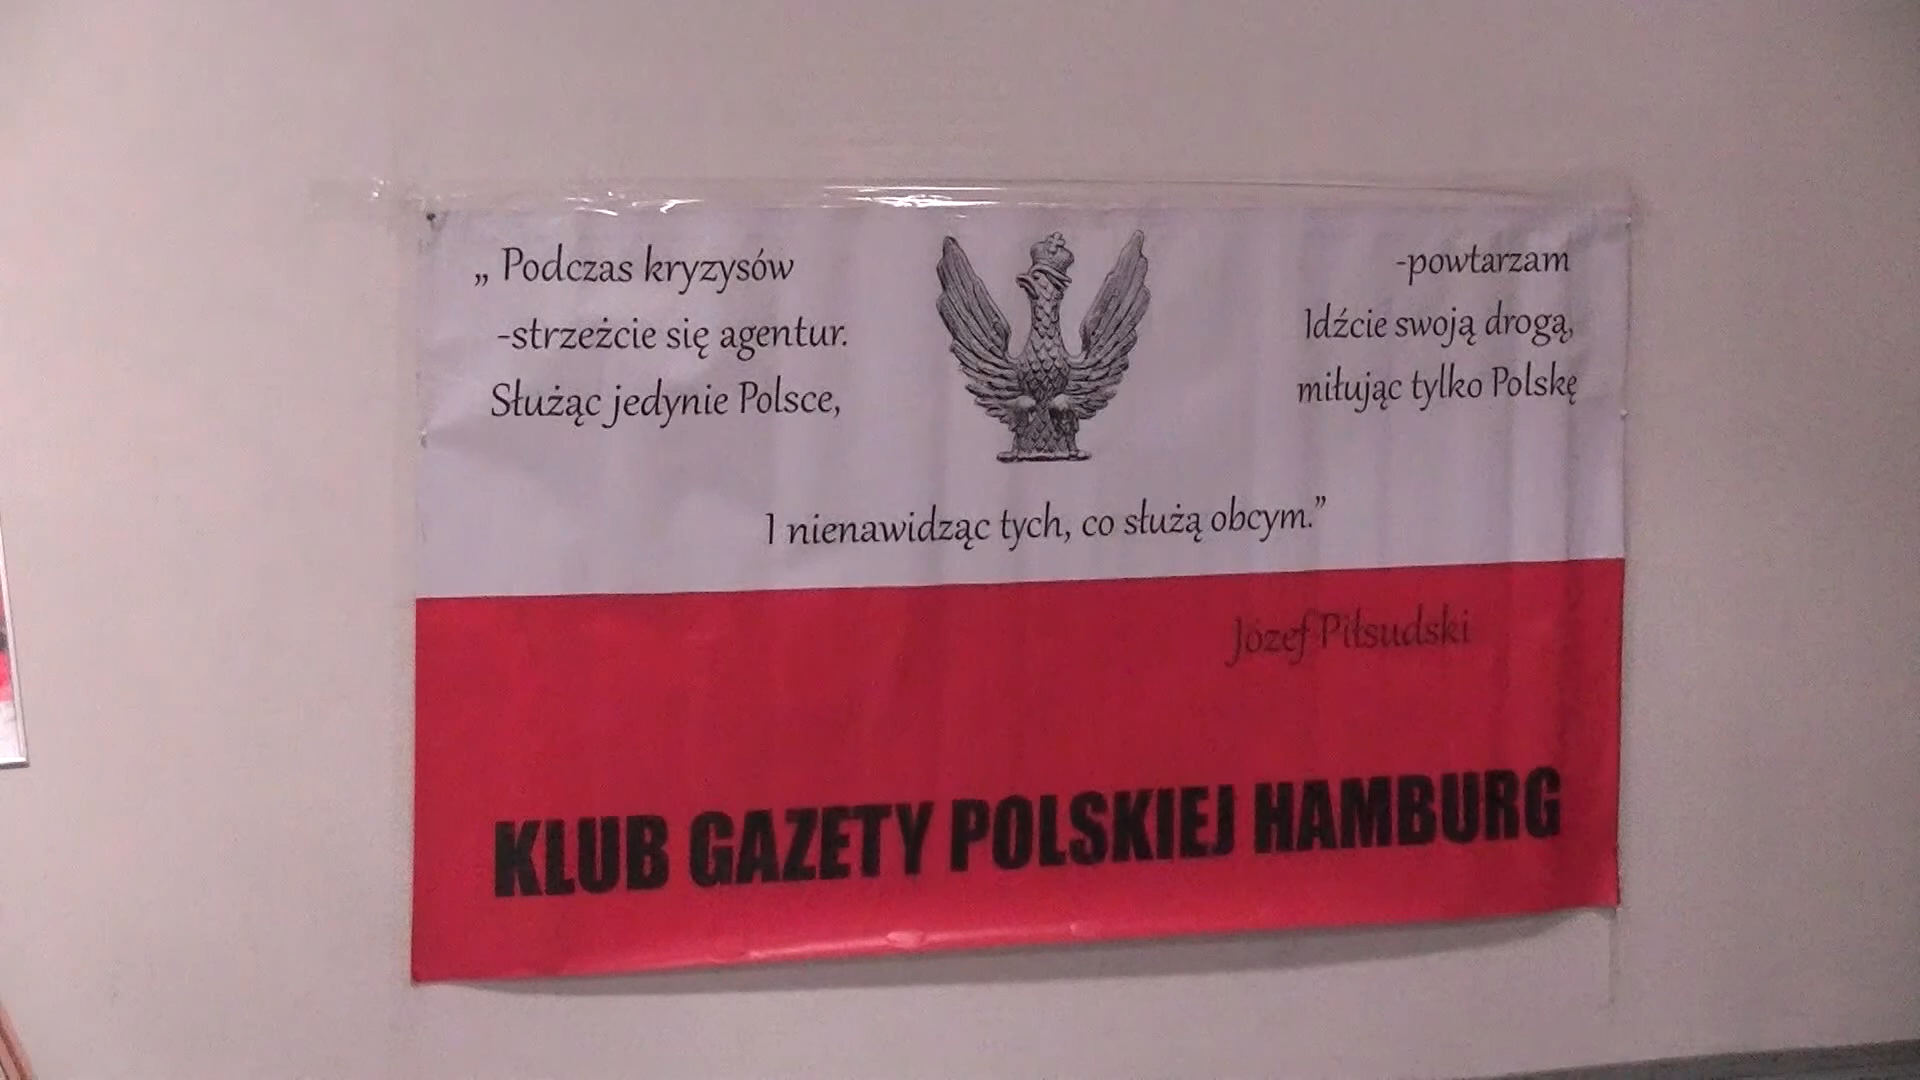 „ Podczas kryzysów
-powtarzam
-strzeżcie się agentur.
Idźcie swoją drogą,
Służąc jedynie Polsce,
miłując tylko Polskę
I nienawidząc tych, co służą obcym.”
Józef Piłsudski
KLUB GAZETY POLSKIEJ HAMBURG